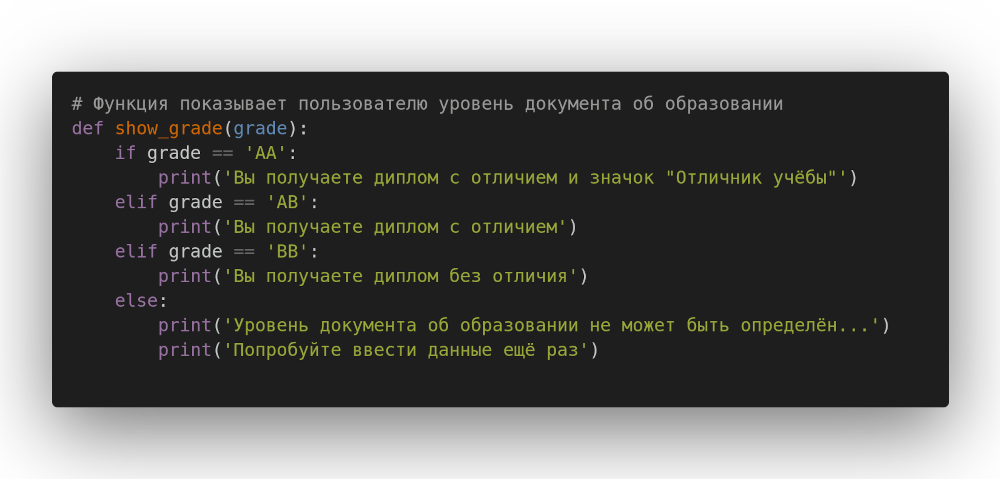 # Функция показывает пользователю уровень документа об образовании
def show_grade(grade):
    if grade == 'AA':
        print('Вы получаете диплом с отличием и значок "Отличник учёбы"')
    elif grade == 'AB':
        print('Вы получаете диплом с отличием')
    elif grade == 'BB':
        print('Вы получаете диплом без отличия')
    else:
        print('Уровень документа об образовании не может быть определён...')
        print('Попробуйте ввести данные ещё раз')